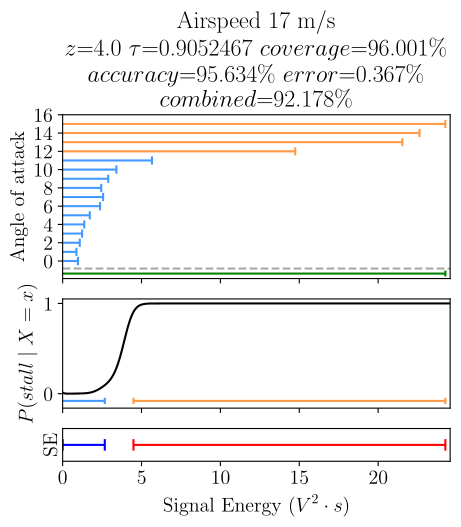 Airspeed 17 m/s
z=4.0 τ=0.9052467 coverage=96.001%
accuracy=95.634% error=0.367%
combined=92.178%
Angle of attack
16
14
12
10
8
6
4
2
0
P(stall | X = x)
1
0
SE
0 5 10 15 20
Signal Energy (V² · s)